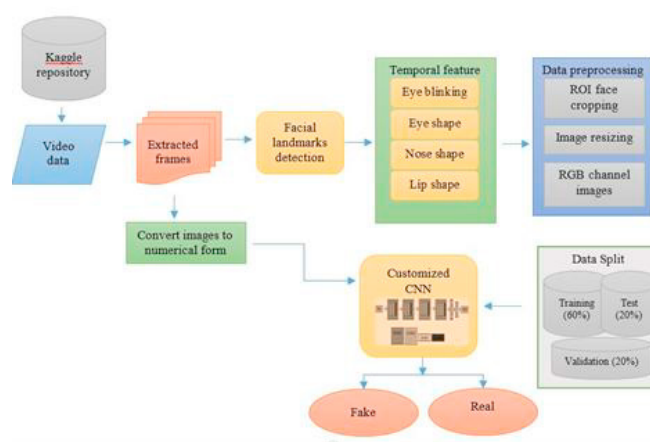 Kaggle
repository
Video
data
Extracted
frames
Facial
landmarks
detection
Temporal feature
Eye blinking
Eye shape
Nose shape
Lip shape
Data preprocessing
ROI face
cropping
Image resizing
RGB channel
images
Convert images to
numerical form
Customized
CNN
Data Split
Training
(60%)
Test
(20%)
Validation (20%)
Fake
Real